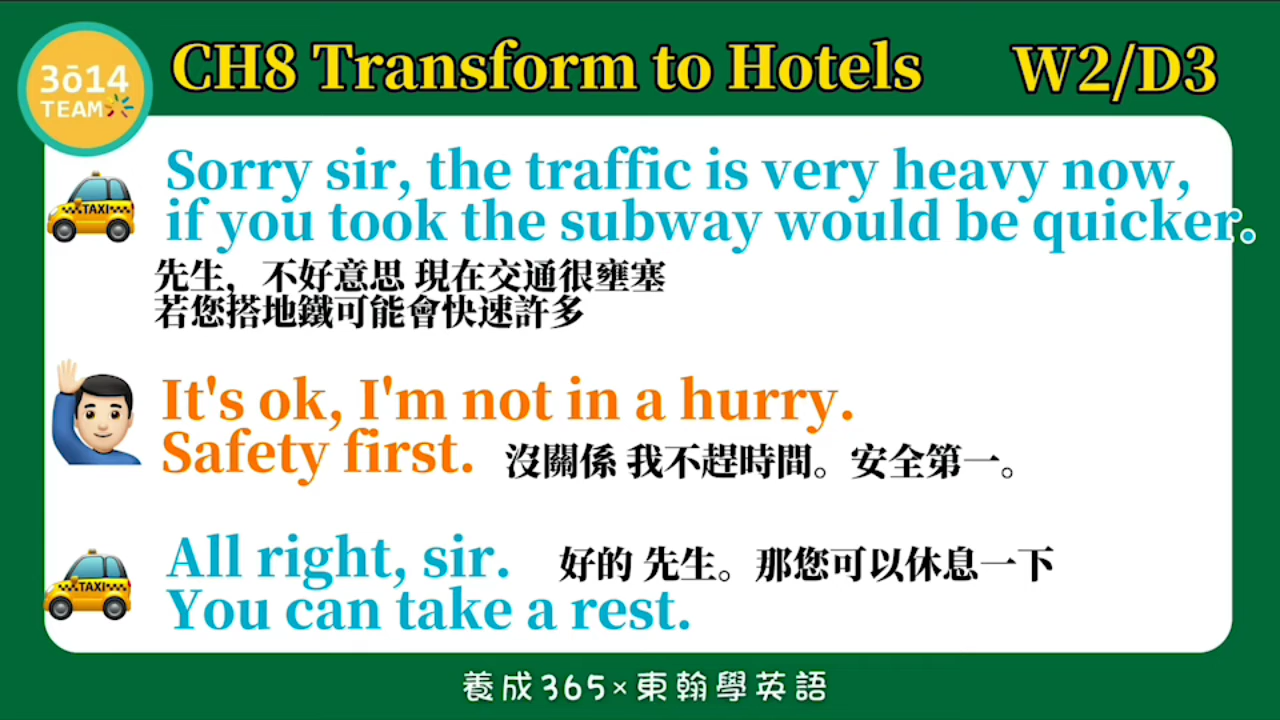 3ō14
TEAM
CH8 Transform to Hotels W2/D3
TAXI
Sorry sir, the traffic is very heavy now,
if you took the subway would be quicker.
先生，不好意思 現在交通很壅塞
若您搭地鐵可能會快速許多
It's ok, I'm not in a hurry.
Safety first. 沒關係 我不趕時間。安全第一。
TAXI
All right, sir. 好的 先生。那您可以休息一下
You can take a rest.
養成365×東翰學英語